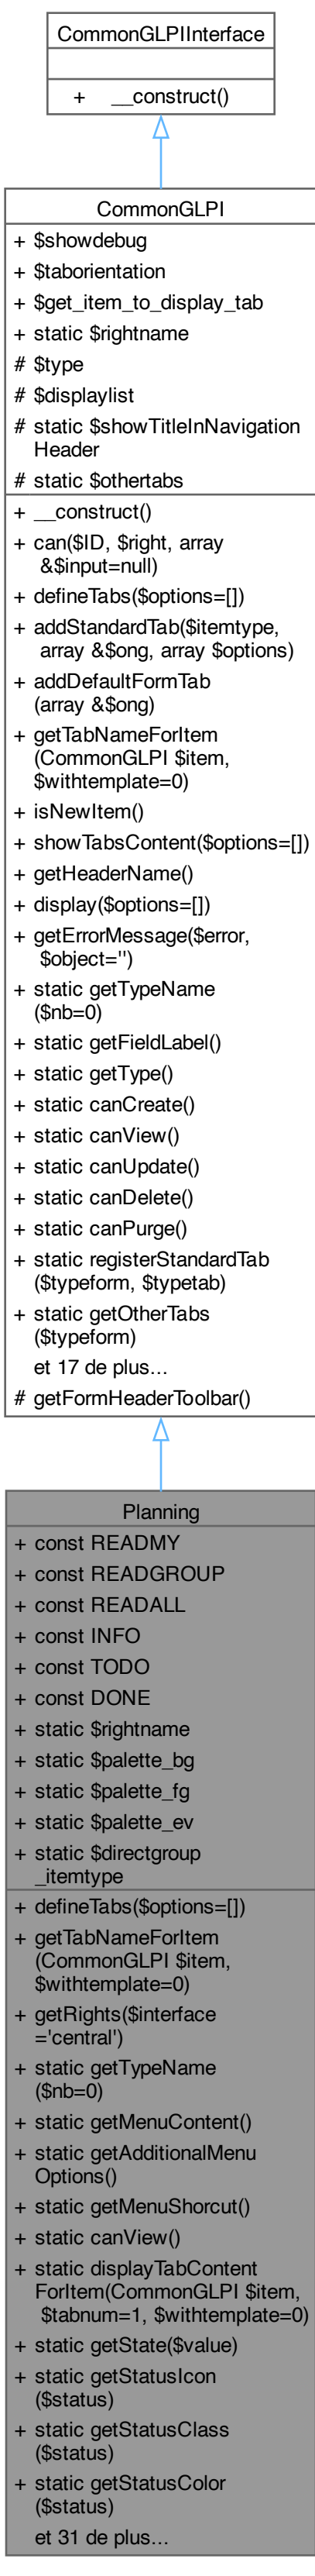 CommonGLPIInterface
+ __construct()
CommonGLPI
+ $showdebug
+ $taborientation
+ $get_item_to_display_tab
+ static $rightname
# $type
# $displaylist
# static $showTitleInNavigation
Header
# static $othertabs
+ __construct()
+ can($ID, $right, array
&$input=null)
+ defineTabs($options=[])
+ addStandardTab($itemtype,
array &$ong, array $options)
+ addDefaultFormTab
(array &$ong)
+ getTabNameForItem
(CommonGLPI $item,
$withtemplate=0)
+ isNewItem()
+ showTabsContent($options=[])
+ getHeaderName()
+ display($options=[])
+ getErrorMessage($error,
$object='')
+ static getTypeName
($nb=0)
+ static getFieldLabel()
+ static getType()
+ static canCreate()
+ static canView()
+ static canUpdate()
+ static canDelete()
+ static canPurge()
+ static registerStandardTab
($typeform, $typetab)
+ static getOtherTabs
($typeform)
et 17 de plus...
# getFormHeaderToolbar()
Planning
+ const READMY
+ const READGROUP
+ const READALL
+ const INFO
+ const TODO
+ const DONE
+ static $rightname
+ static $palette_bg
+ static $palette_fg
+ static $palette_ev
+ static $directgroup
_itemtype
+ defineTabs($options=[])
+ getTabNameForItem
(CommonGLPI $item,
$withtemplate=0)
+ getRights($interface
='central')
+ static getTypeName
($nb=0)
+ static getMenuContent()
+ static getAdditionalMenu
Options()
+ static getMenuShorcut()
+ static canView()
+ static displayTabContent
ForItem(CommonGLPI $item,
$tabnum=1, $withtemplate=0)
+ static getState($value)
+ static getStatusIcon
($status)
+ static getStatusClass
($status)
+ static getStatusColor
($status)
et 31 de plus...